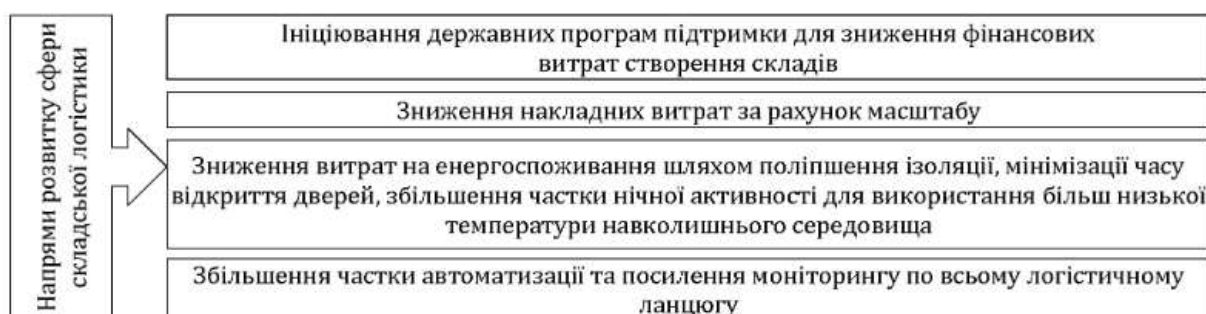 Напрями розвитку сфери
складської логістики
Ініціювання державних програм підтримки для зниження фінансових
витрат створення складів
Зниження накладних витрат за рахунок масштабу
Зниження витрат на енергоспоживання шляхом поліпшення ізоляції, мінімізації часу
відкриття дверей, збільшення частки нічної активності для використання більш низької
температури навколишнього середовища
Збільшення частки автоматизації та посилення моніторингу по всьому логістичному
ланцюгу